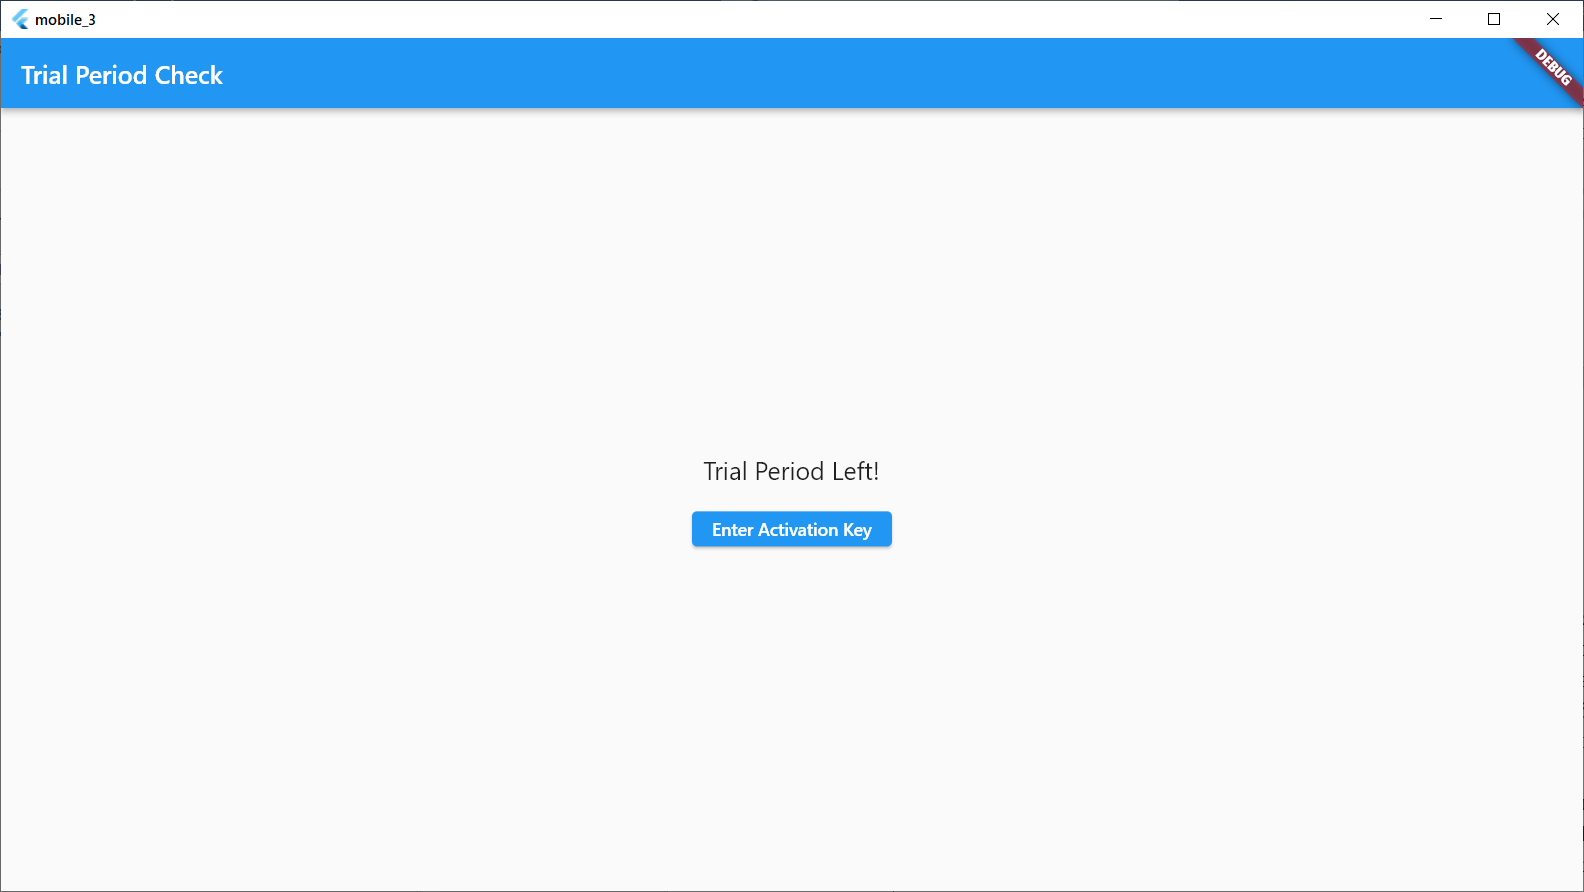 mobile_3
Trial Period Check
DEBUG
Trial Period Left!
Enter Activation Key